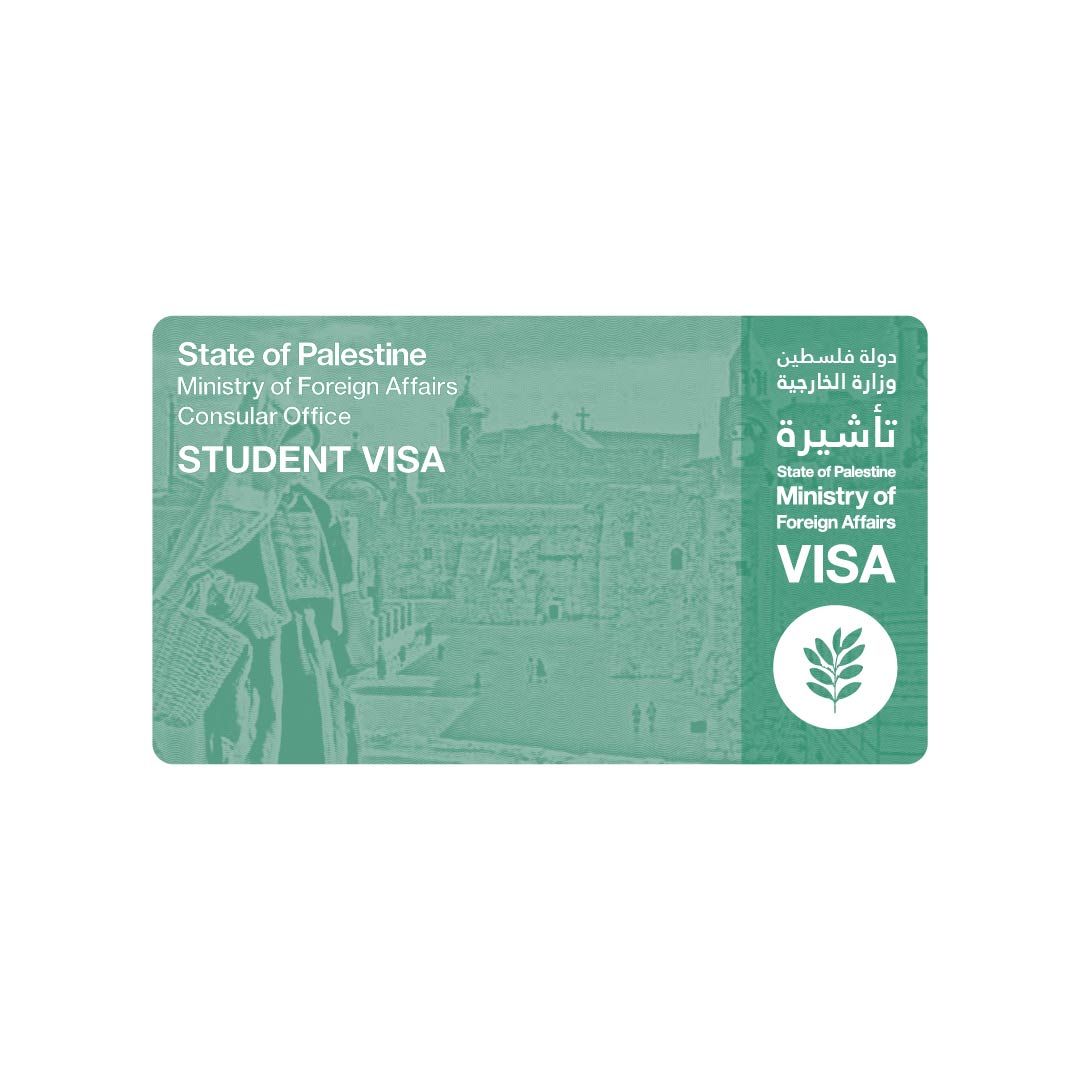 State of Palestine
Ministry of Foreign Affairs
Consular Office
STUDENT VISA
دولة فلسطين
وزارة الخارجية
تأشيرة
State of Palestine
Ministry of
Foreign Affairs
VISA